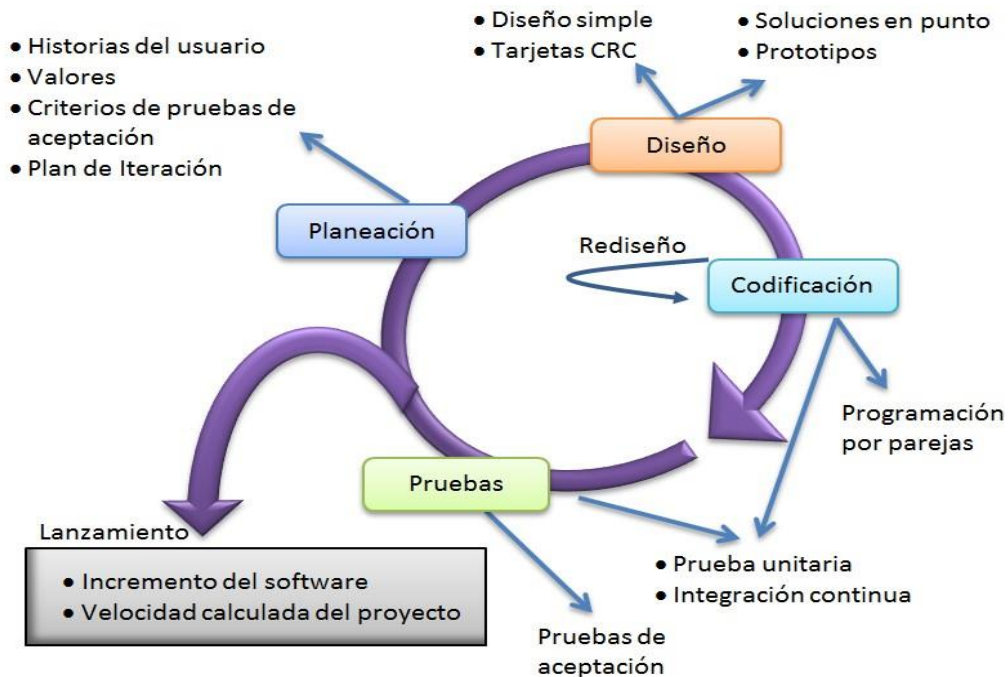 • Historias del usuario
• Valores
• Criterios de pruebas de
aceptación
• Plan de Iteración
• Diseño simple
• Tarjetas CRC
• Soluciones en punto
• Prototipos
Diseño
Planeación
Rediseño
Codificación
Programación
por parejas
Pruebas
Lanzamiento
• Incremento del software
• Velocidad calculada del proyecto
• Prueba unitaria
• Integración continua
Pruebas de
aceptación